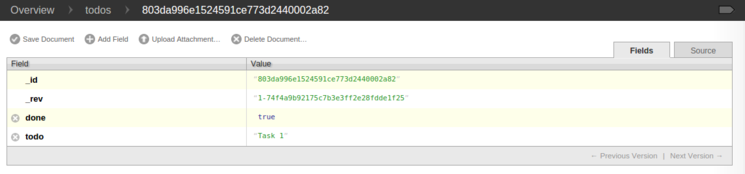 Overview > todos > 803da996e1524591ce773d2440002a82
Save Document Add Field Upload Attachment... Delete Document...
Fields Source
Field Value
_id "803da996e1524591ce773d2440002a82"
_rev "1-74f4a9b92175c7b3e3ff2e28fdde1f25"
done true
todo "Task 1"
← Previous Version | Next Version →